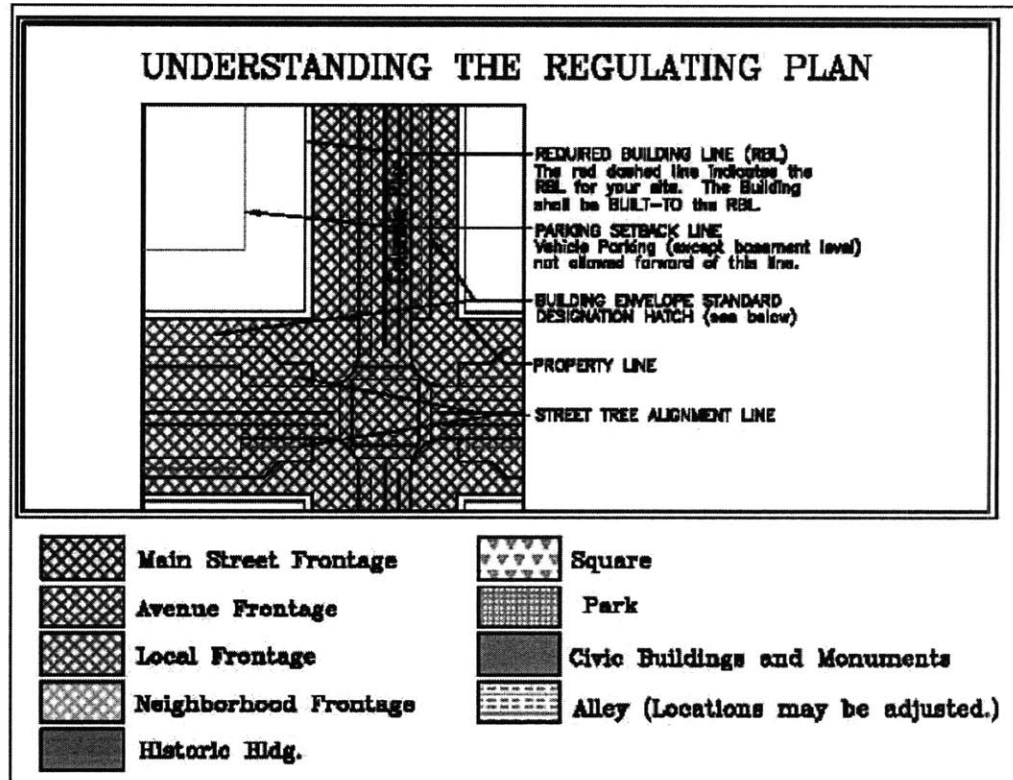 UNDERSTANDING THE REGULATING PLAN
REQUIRED BUILDING LINE (RBL)
The red dashed line indicates the
RBL for your site. The Building
shall be BUILT-TO the RBL.
PARKING SETBACK LINE
Vehicle Parking (except basement level)
not allowed forward of this line.
BUILDING ENVELOPE STANDARD
DESIGNATION HATCH (see below)
PROPERTY LINE
STREET TREE ALIGNMENT LINE
Main Street Frontage
Avenue Frontage
Local Frontage
Neighborhood Frontage
Historic Bldg.
Square
Park
Civic Buildings and Monuments
Alley (Locations may be adjusted.)